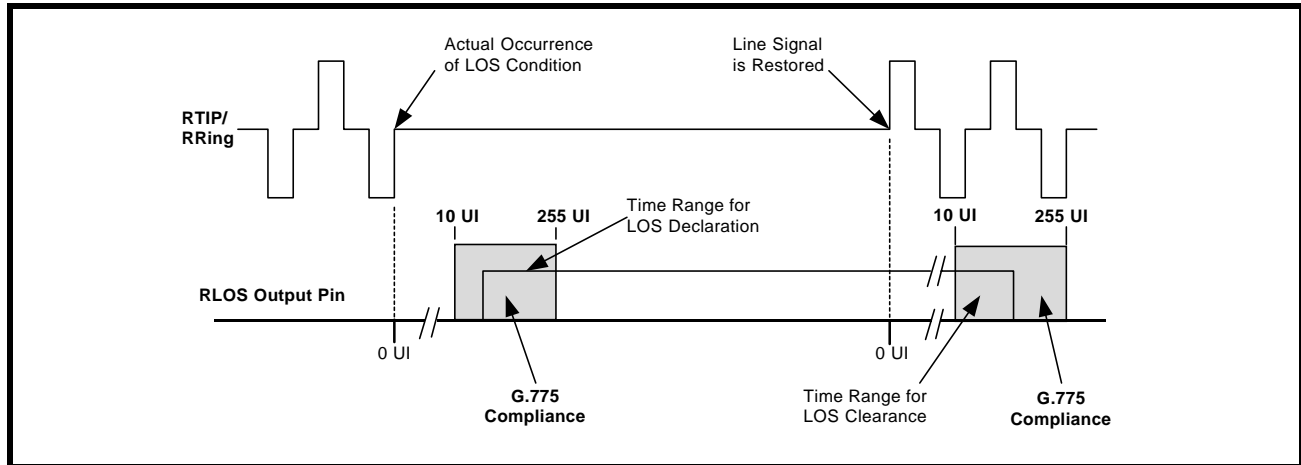 Actual Occurrence
of LOS Condition
Line Signal
is Restored
RTIP/
RRing
10 UI
255 UI
Time Range for
LOS Declaration
10 UI
255 UI
RLOS Output Pin
0 UI
0 UI
G.775
Compliance
Time Range for
LOS Clearance
G.775
Compliance